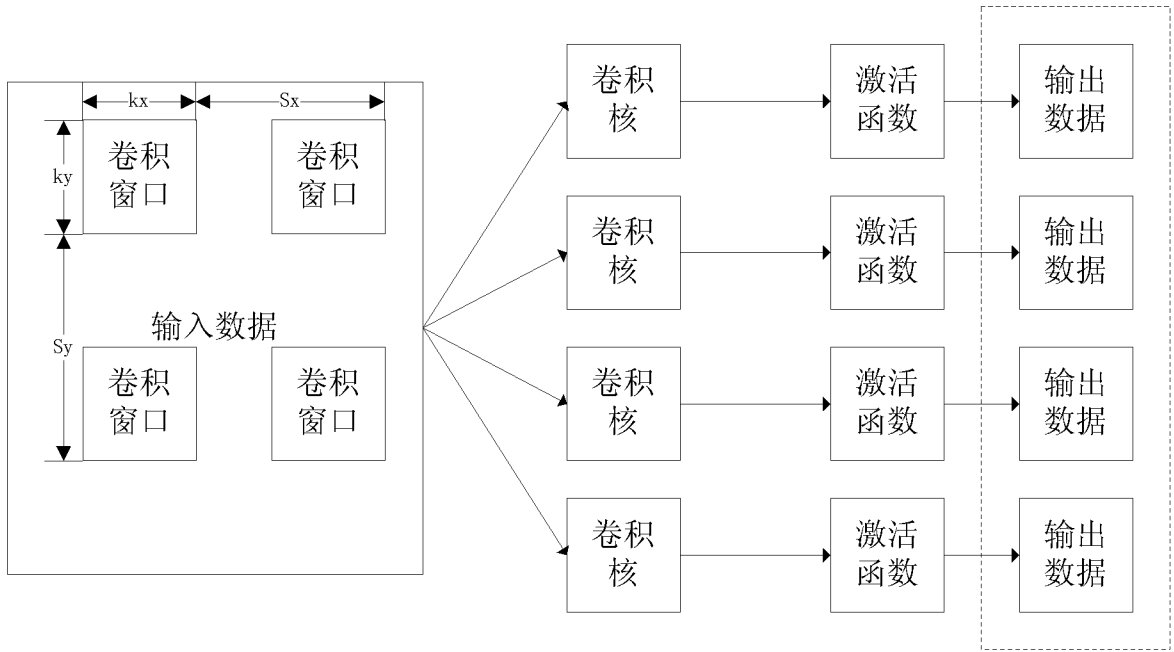 kx
Sx
卷积
窗口
卷积
窗口
ky
输入数据
Sy
卷积
窗口
卷积
窗口
卷积
核
激活
函数
输出
数据
卷积
核
激活
函数
输出
数据
卷积
核
激活
函数
输出
数据
卷积
核
激活
函数
输出
数据